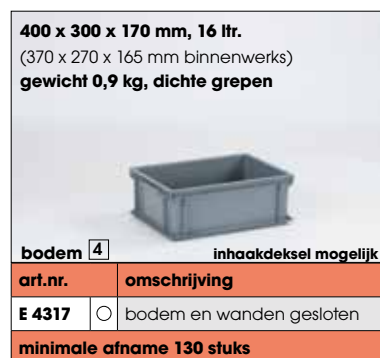 400 x 300 x 170 mm, 16 ltr.
(370 x 270 x 165 mm binnenwerks)
gewicht 0,9 kg, dichte grepen
bodem 4 inhaakdeksel mogelijk
art.nr. omschrijving
E 4317 bodem en wanden gesloten
minimale afname 130 stuks